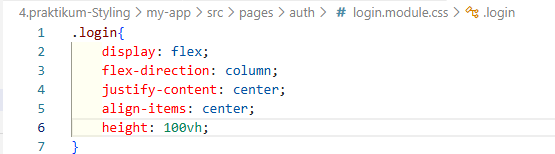 4.praktikum-Styling > my-app > src > pages > auth > # login.module.css > .login
1 .login{
2     display: flex;
3     flex-direction: column;
4     justify-content: center;
5     align-items: center;
6     height: 100vh;
7 }